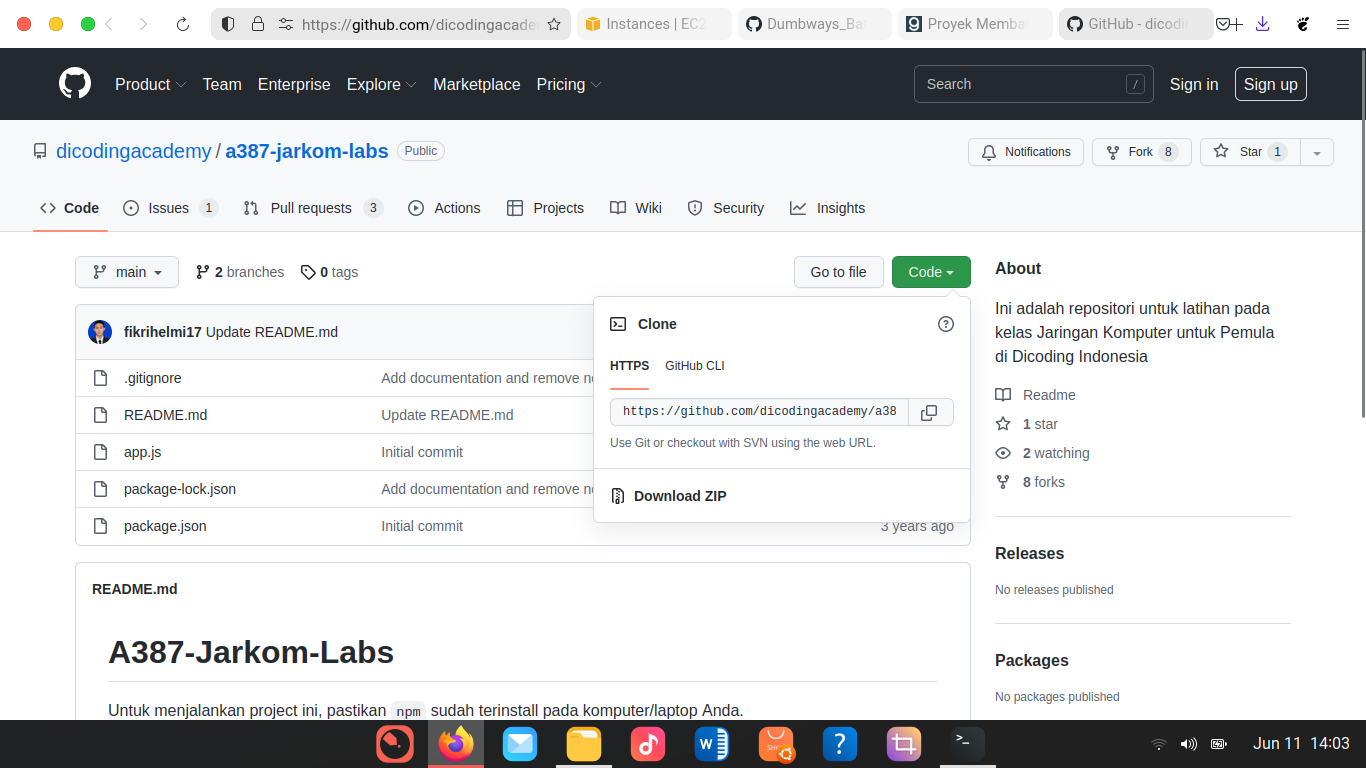 https://github.com/dicodingacade
Instances | EC2
Dumbways_Bat
Proyek Memba
GitHub - dicodi
Product
Team
Enterprise
Explore
Marketplace
Pricing
Search
/
Sign in
Sign up
dicodingacademy / a387-jarkom-labs
Public
Notifications
Fork 8
Star 1
Code
Issues 1
Pull requests 3
Actions
Projects
Wiki
Security
Insights
main
2 branches
0 tags
Go to file
Code
fikrihelmi17 Update README.md
.gitignore Add documentation and remove
README.md Update README.md
app.js Initial commit
package-lock.json Add documentation and remove
package.json Initial commit 3 years ago
Clone
HTTPS
GitHub CLI
https://github.com/dicodingacademy/a38
Use Git or checkout with SVN using the web URL.
Download ZIP
README.md
A387-Jarkom-Labs
Untuk menjalankan project ini, pastikan npm sudah terinstall pada komputer/laptop Anda.
About
Ini adalah repositori untuk latihan pada
kelas Jaringan Komputer untuk Pemula
di Dicoding Indonesia
Readme
1 star
2 watching
8 forks
Releases
No releases published
Packages
No packages published
Jun 11 14:03